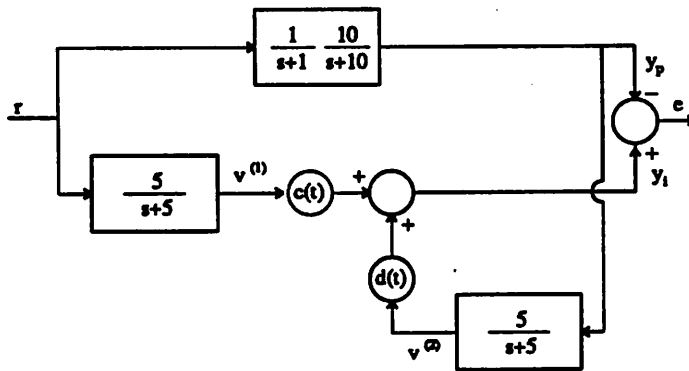 1 10
s+1 s+10
y_p
−
r
e
+
5
s+5
v^(1)
c(t)
+
y_i
+
d(t)
5
s+5
v^(2)